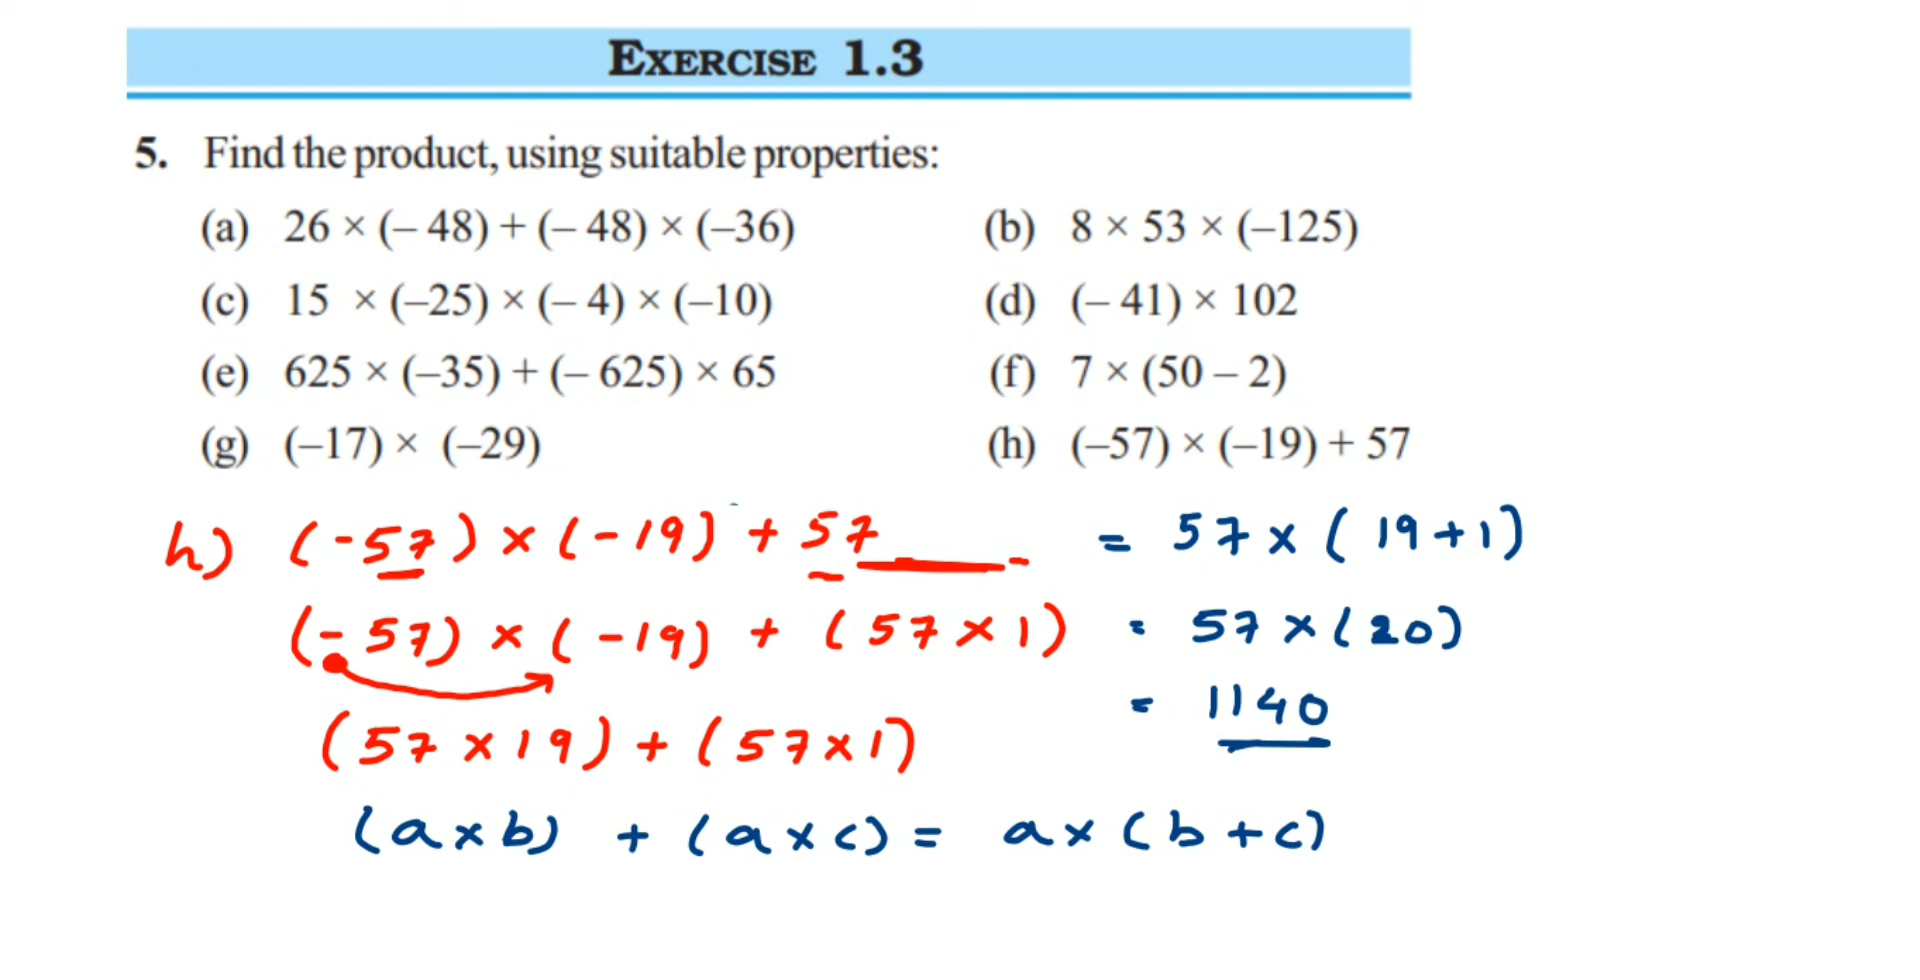 EXERCISE 1.3
5. Find the product, using suitable properties:
(a) 26 × (– 48) + (– 48) × (–36) (b) 8 × 53 × (–125)
(c) 15 × (–25) × (– 4) × (–10) (d) (– 41) × 102
(e) 625 × (–35) + (– 625) × 65 (f) 7 × (50 – 2)
(g) (–17) × (–29) (h) (–57) × (–19) + 57
h) (-57) × (-19) + 57 = 57 × (19+1)
(-57) × (-19) + (57 × 1) = 57 × (20)
(57 × 19) + (57 × 1) = 1140
(a×b) + (a×c) = a× (b+c)